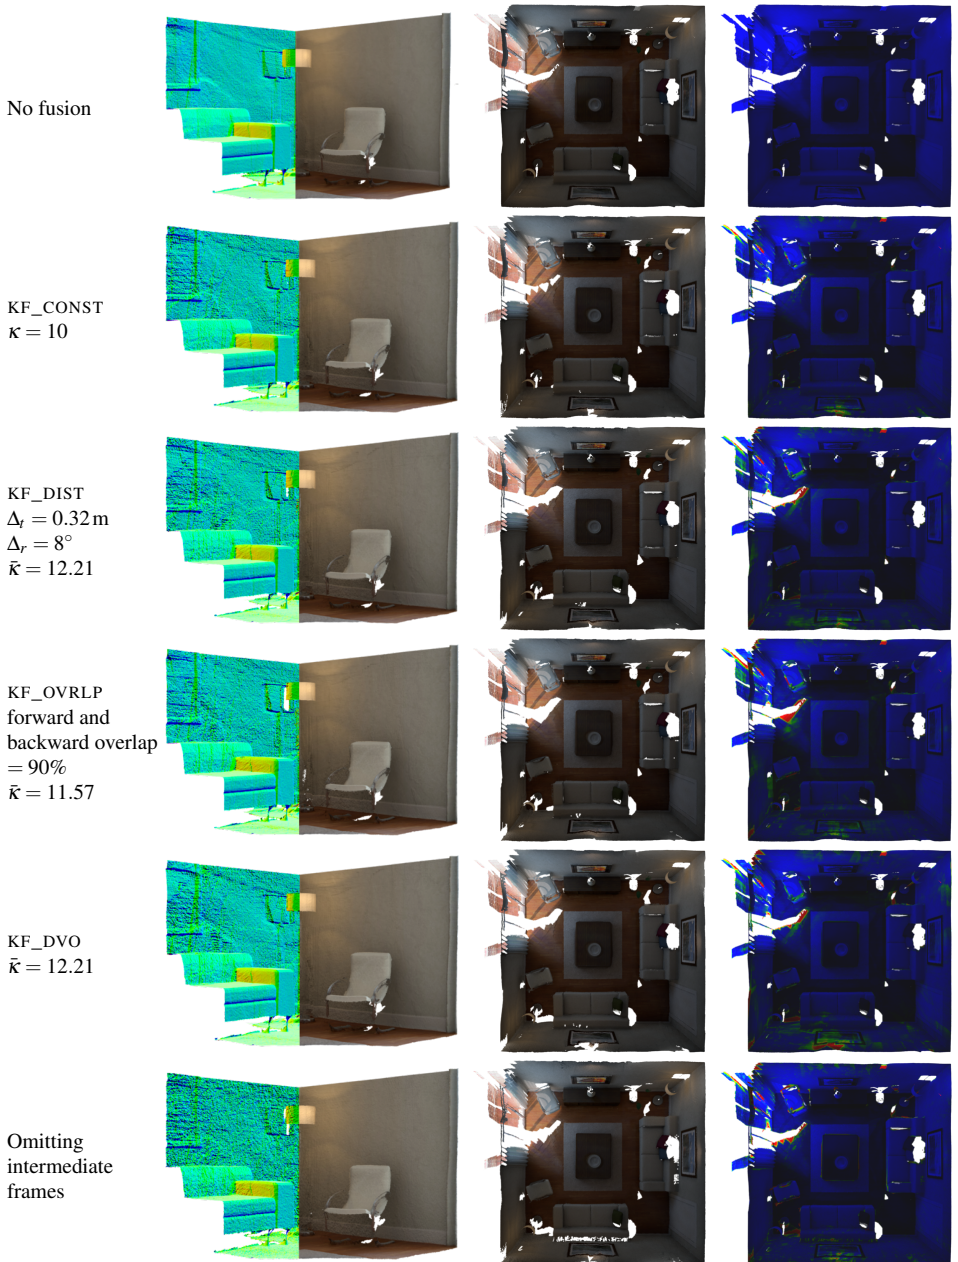 No fusion
KF_CONST
κ = 10
KF_DIST
Δt = 0.32 m
Δr = 8°
κ̄ = 12.21
KF_OVRLP
forward and
backward overlap
= 90%
κ̄ = 11.57
KF_DVO
κ̄ = 12.21
Omitting
intermediate
frames